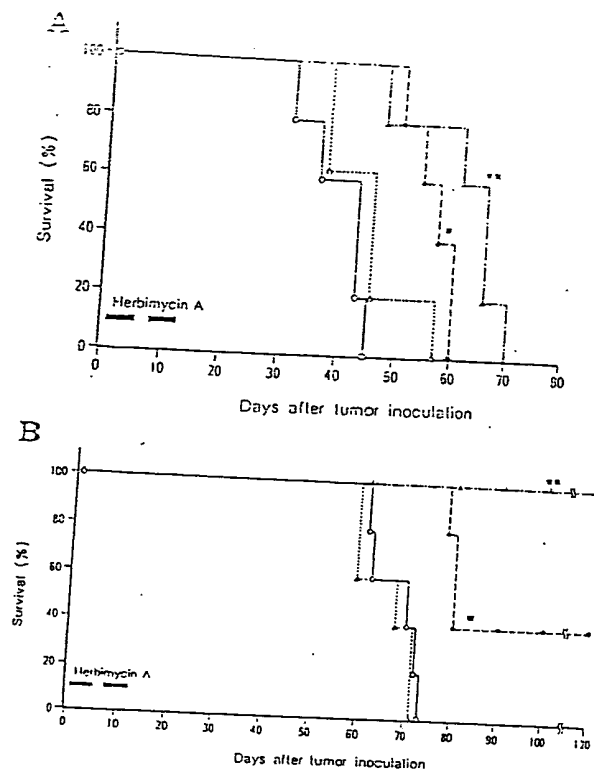 A
100
80
60
40
20
0
Survival (%)
**
*
Herbimycin A
0 10 20 30 40 50 60 70 80
Days after tumor inoculation
B
100
80
60
40
20
0
Survival (%)
**
*
Herbimycin A
0 10 20 30 40 50 60 70 80 90 100 120
Days after tumor inoculation